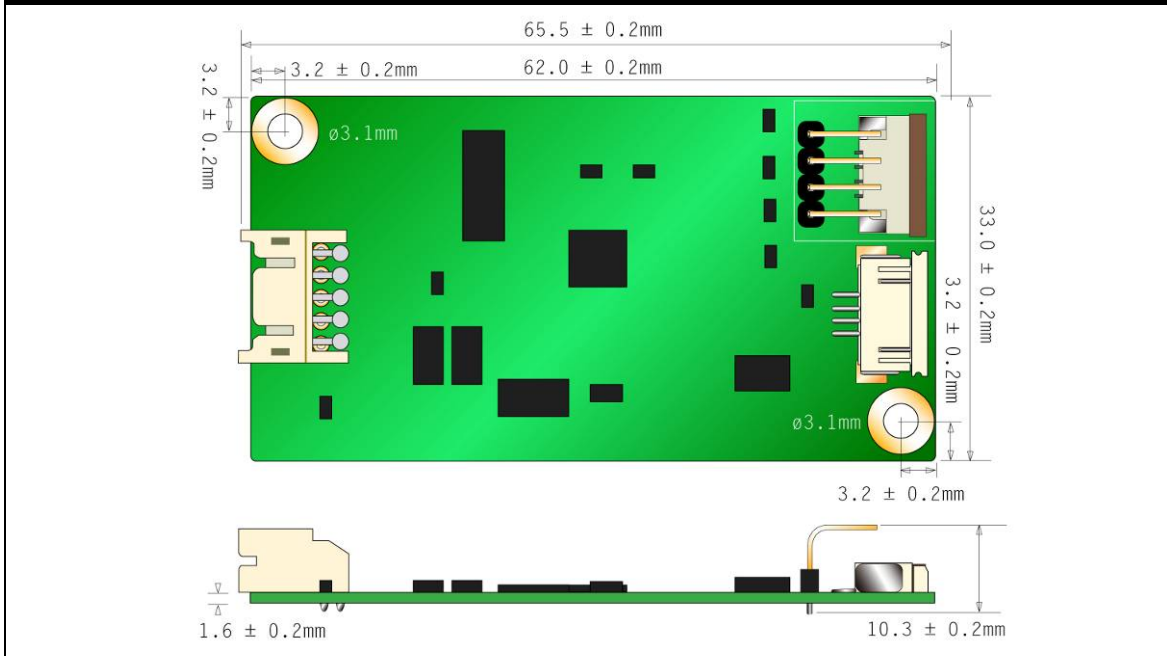 65.5 ± 0.2mm
3.2 ± 0.2mm
62.0 ± 0.2mm
3.2 ± 0.2mm
ø3.1mm
33.0 ± 0.2mm
3.2 ± 0.2mm
ø3.1mm
3.2 ± 0.2mm
1.6 ± 0.2mm
10.3 ± 0.2mm